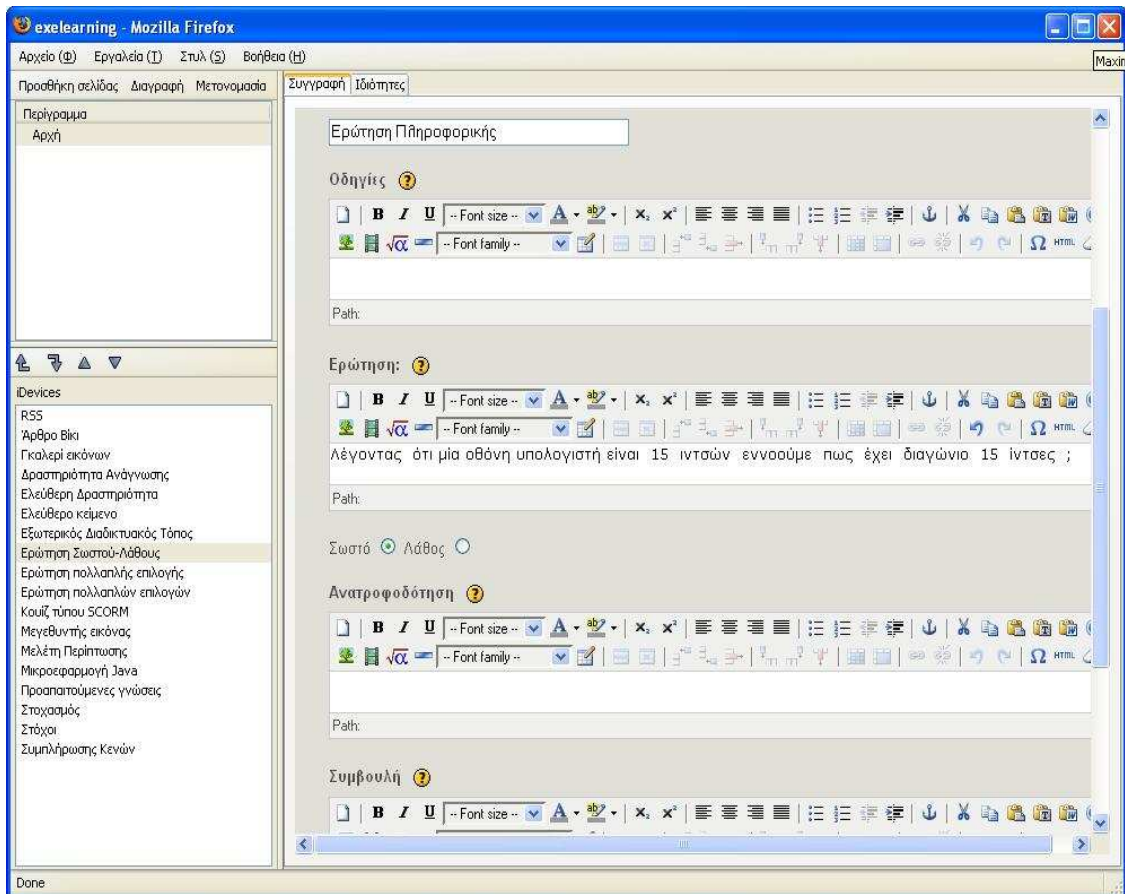 exelearning - Mozilla Firefox
Αρχείο (Φ) Εργαλεία (Τ) Στυλ (S) Βοήθεια (Η)
Maxim
Προσθήκη σελίδας Διαγραφή Μετονομασία
Περίγραμμα
Αρχή
iDevices
RSS
Άρθρο Βίκι
Γκαλερί εικόνων
Δραστηριότητα Ανάγνωσης
Ελεύθερη Δραστηριότητα
Ελεύθερο κείμενο
Εξωτερικός Διαδικτυακός Τόπος
Ερώτηση Σωστού-Λάθους
Ερώτηση πολλαπλής επιλογής
Ερώτηση πολλαπλών επιλογών
Κουίζ τύπου SCORM
Μεγεθυντής εικόνας
Μελέτη Περίπτωσης
Μικροεφαρμογή Java
Προαπαιτούμενες γνώσεις
Στοχασμός
Στόχοι
Συμπλήρωσης Κενών
Συγγραφή Ιδιότητες
Ερώτηση Πληροφορικής
Οδηγίες
-- Font size --
-- Font family -- HTML
Path:
Ερώτηση:
-- Font size --
-- Font family -- HTML
Λέγοντας ότι μία οθόνη υπολογιστή είναι 15 ιντσών εννοούμε πως έχει διαγώνιο 15 ίντσες ;
Path:
Σωστό Λάθος
Ανατροφοδότηση
-- Font size --
-- Font family -- HTML
Path:
Συμβουλή
-- Font size --
Done